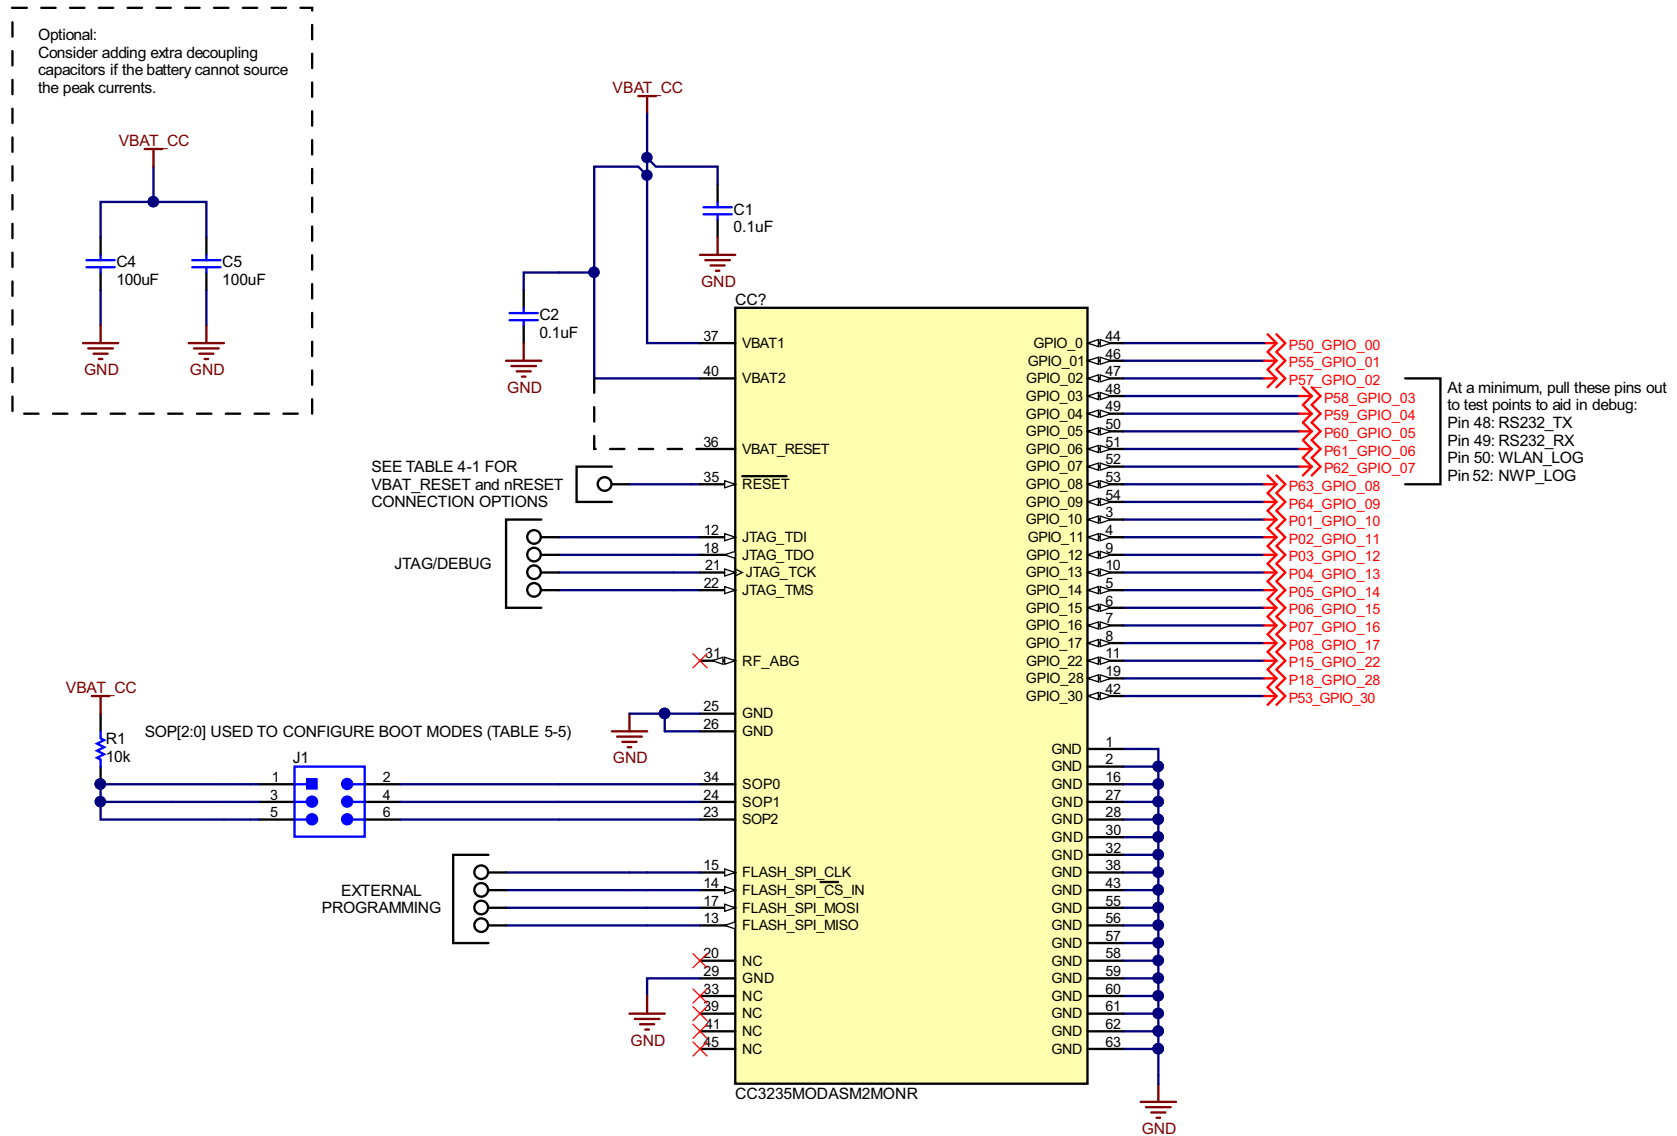 Optional:
Consider adding extra decoupling
capacitors if the battery cannot source
the peak currents.
VBAT_CC
C4
100uF
C5
100uF
GND
GND
VBAT_CC
C1
0.1uF
GND
C2
0.1uF
GND
CC?
37 VBAT1
40 VBAT2
36 VBAT_RESET
SEE TABLE 4-1 FOR
VBAT_RESET and nRESET
CONNECTION OPTIONS
35 RESET
JTAG/DEBUG
12 JTAG_TDI
18 JTAG_TDO
21 JTAG_TCK
22 JTAG_TMS
31 RF_ABG
25 GND
26 GND
GND
VBAT_CC
R1
10k
SOP[2:0] USED TO CONFIGURE BOOT MODES (TABLE 5-5)
J1
1 2 34 SOP0
3 4 24 SOP1
5 6 23 SOP2
EXTERNAL
PROGRAMMING
15 FLASH_SPI_CLK
14 FLASH_SPI_CS_IN
17 FLASH_SPI_MOSI
13 FLASH_SPI_MISO
20 NC
29 GND
33 NC
39 NC
41 NC
45 NC
GND
GPIO_0 44 P50_GPIO_00
GPIO_01 46 P55_GPIO_01
GPIO_02 47 P57_GPIO_02
GPIO_03 48 P58_GPIO_03
GPIO_04 49 P59_GPIO_04
GPIO_05 50 P60_GPIO_05
GPIO_06 51 P61_GPIO_06
GPIO_07 52 P62_GPIO_07
GPIO_08 53 P63_GPIO_08
GPIO_09 54 P64_GPIO_09
GPIO_10 3 P01_GPIO_10
GPIO_11 4 P02_GPIO_11
GPIO_12 9 P03_GPIO_12
GPIO_13 10 P04_GPIO_13
GPIO_14 5 P05_GPIO_14
GPIO_15 6 P06_GPIO_15
GPIO_16 7 P07_GPIO_16
GPIO_17 8 P08_GPIO_17
GPIO_22 11 P15_GPIO_22
GPIO_28 19 P18_GPIO_28
GPIO_30 42 P53_GPIO_30
At a minimum, pull these pins out
to test points to aid in debug:
Pin 48: RS232_TX
Pin 49: RS232_RX
Pin 50: WLAN_LOG
Pin 52: NWP_LOG
GND 1
GND 2
GND 16
GND 27
GND 28
GND 30
GND 32
GND 38
GND 43
GND 55
GND 56
GND 57
GND 58
GND 59
GND 60
GND 61
GND 62
GND 63
GND
CC3235MODASM2MONR